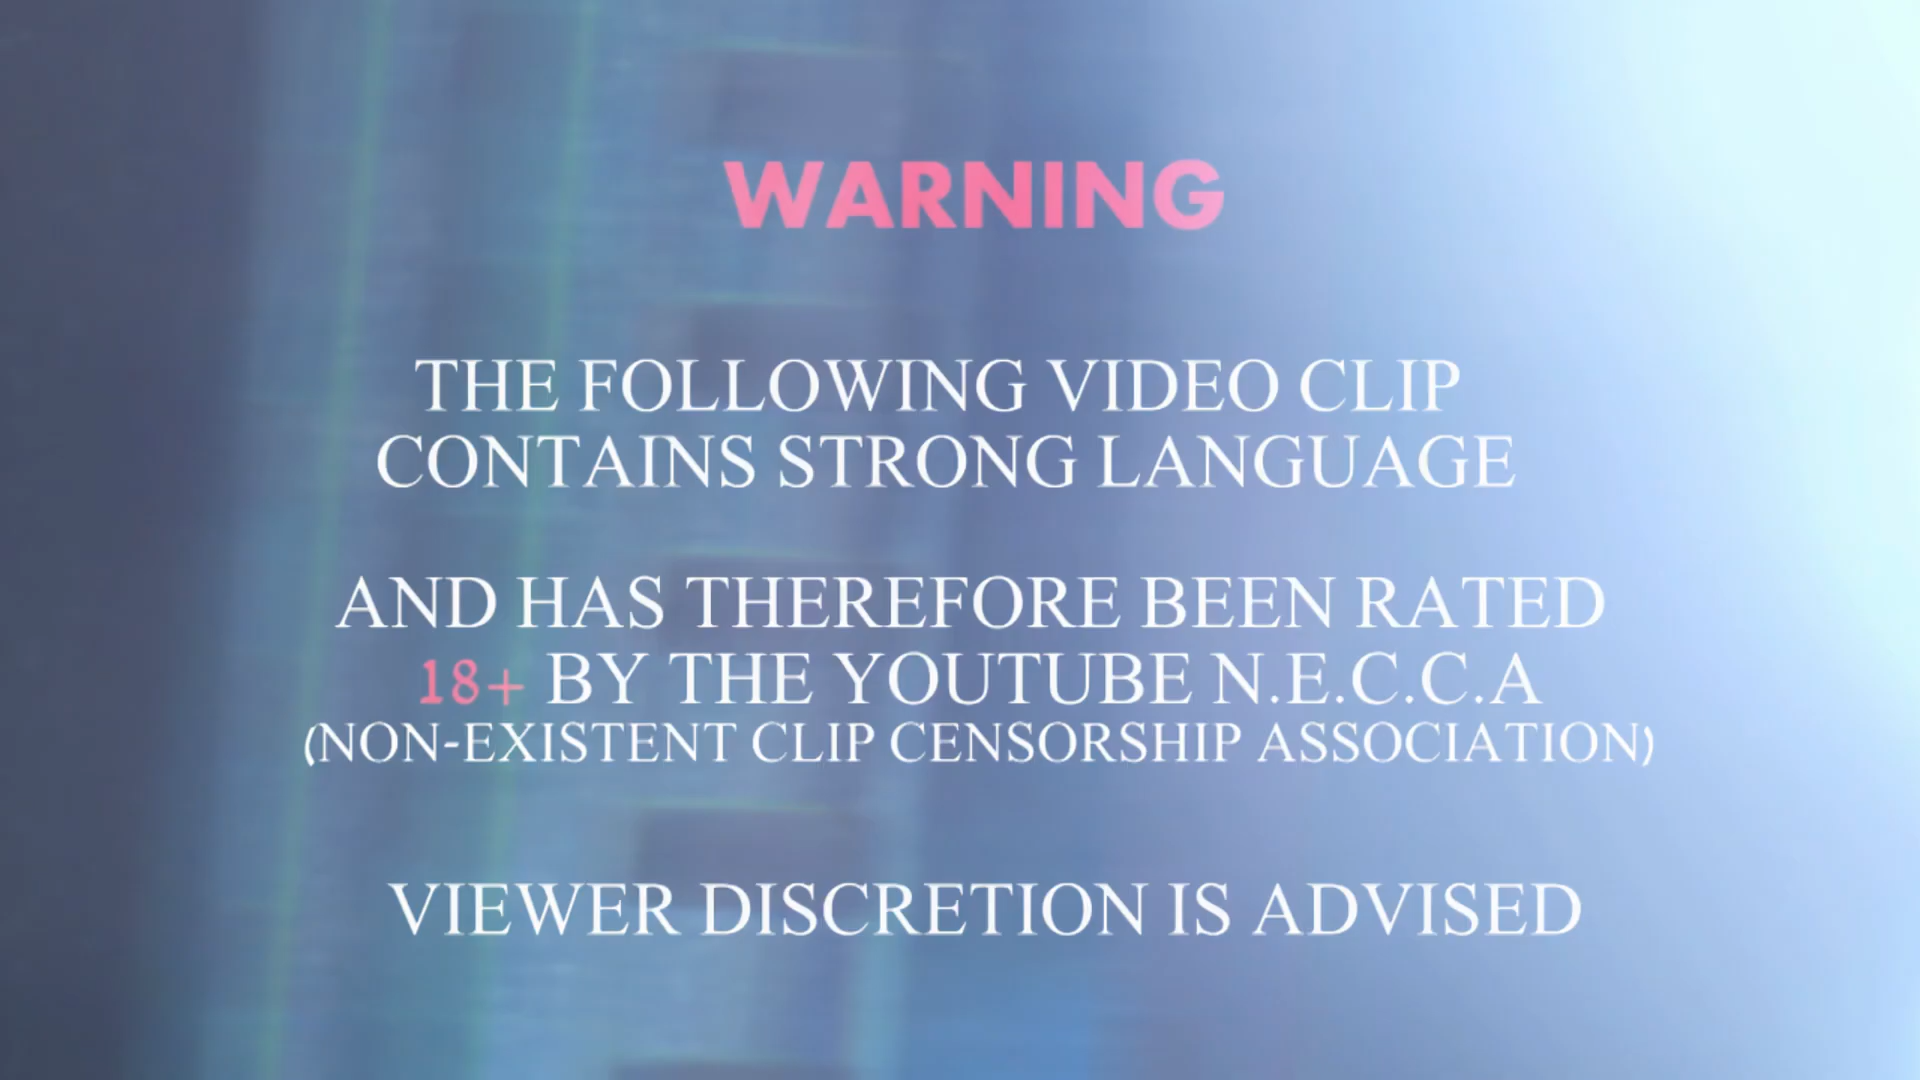 WARNING
THE FOLLOWING VIDEO CLIP
CONTAINS STRONG LANGUAGE
AND HAS THEREFORE BEEN RATED
18+ BY THE YOUTUBE N.E.C.C.A
(NON-EXISTENT CLIP CENSORSHIP ASSOCIATION)
VIEWER DISCRETION IS ADVISED